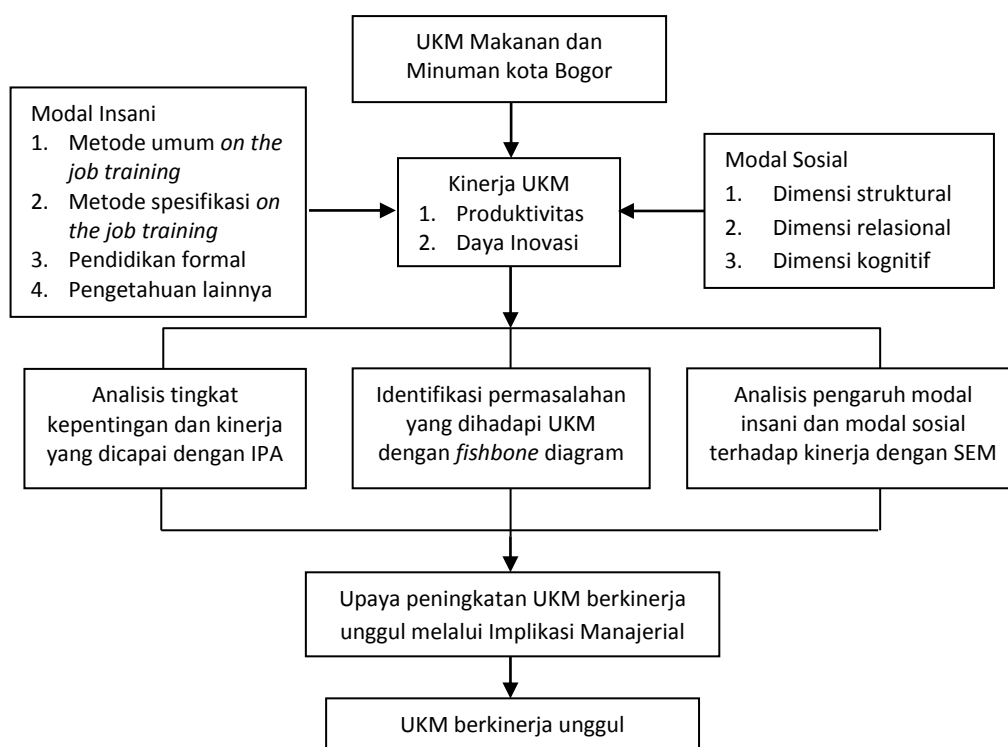 UKM Makanan dan
Minuman kota Bogor
Modal Insani
1. Metode umum on the
job training
2. Metode spesifikasi on
the job training
3. Pendidikan formal
4. Pengetahuan lainnya
Kinerja UKM
1. Produktivitas
2. Daya Inovasi
Modal Sosial
1. Dimensi struktural
2. Dimensi relasional
3. Dimensi kognitif
Analisis tingkat
kepentingan dan kinerja
yang dicapai dengan IPA
Identifikasi permasalahan
yang dihadapi UKM
dengan fishbone diagram
Analisis pengaruh modal
insani dan modal sosial
terhadap kinerja dengan SEM
Upaya peningkatan UKM berkinerja
unggul melalui Implikasi Manajerial
UKM berkinerja unggul